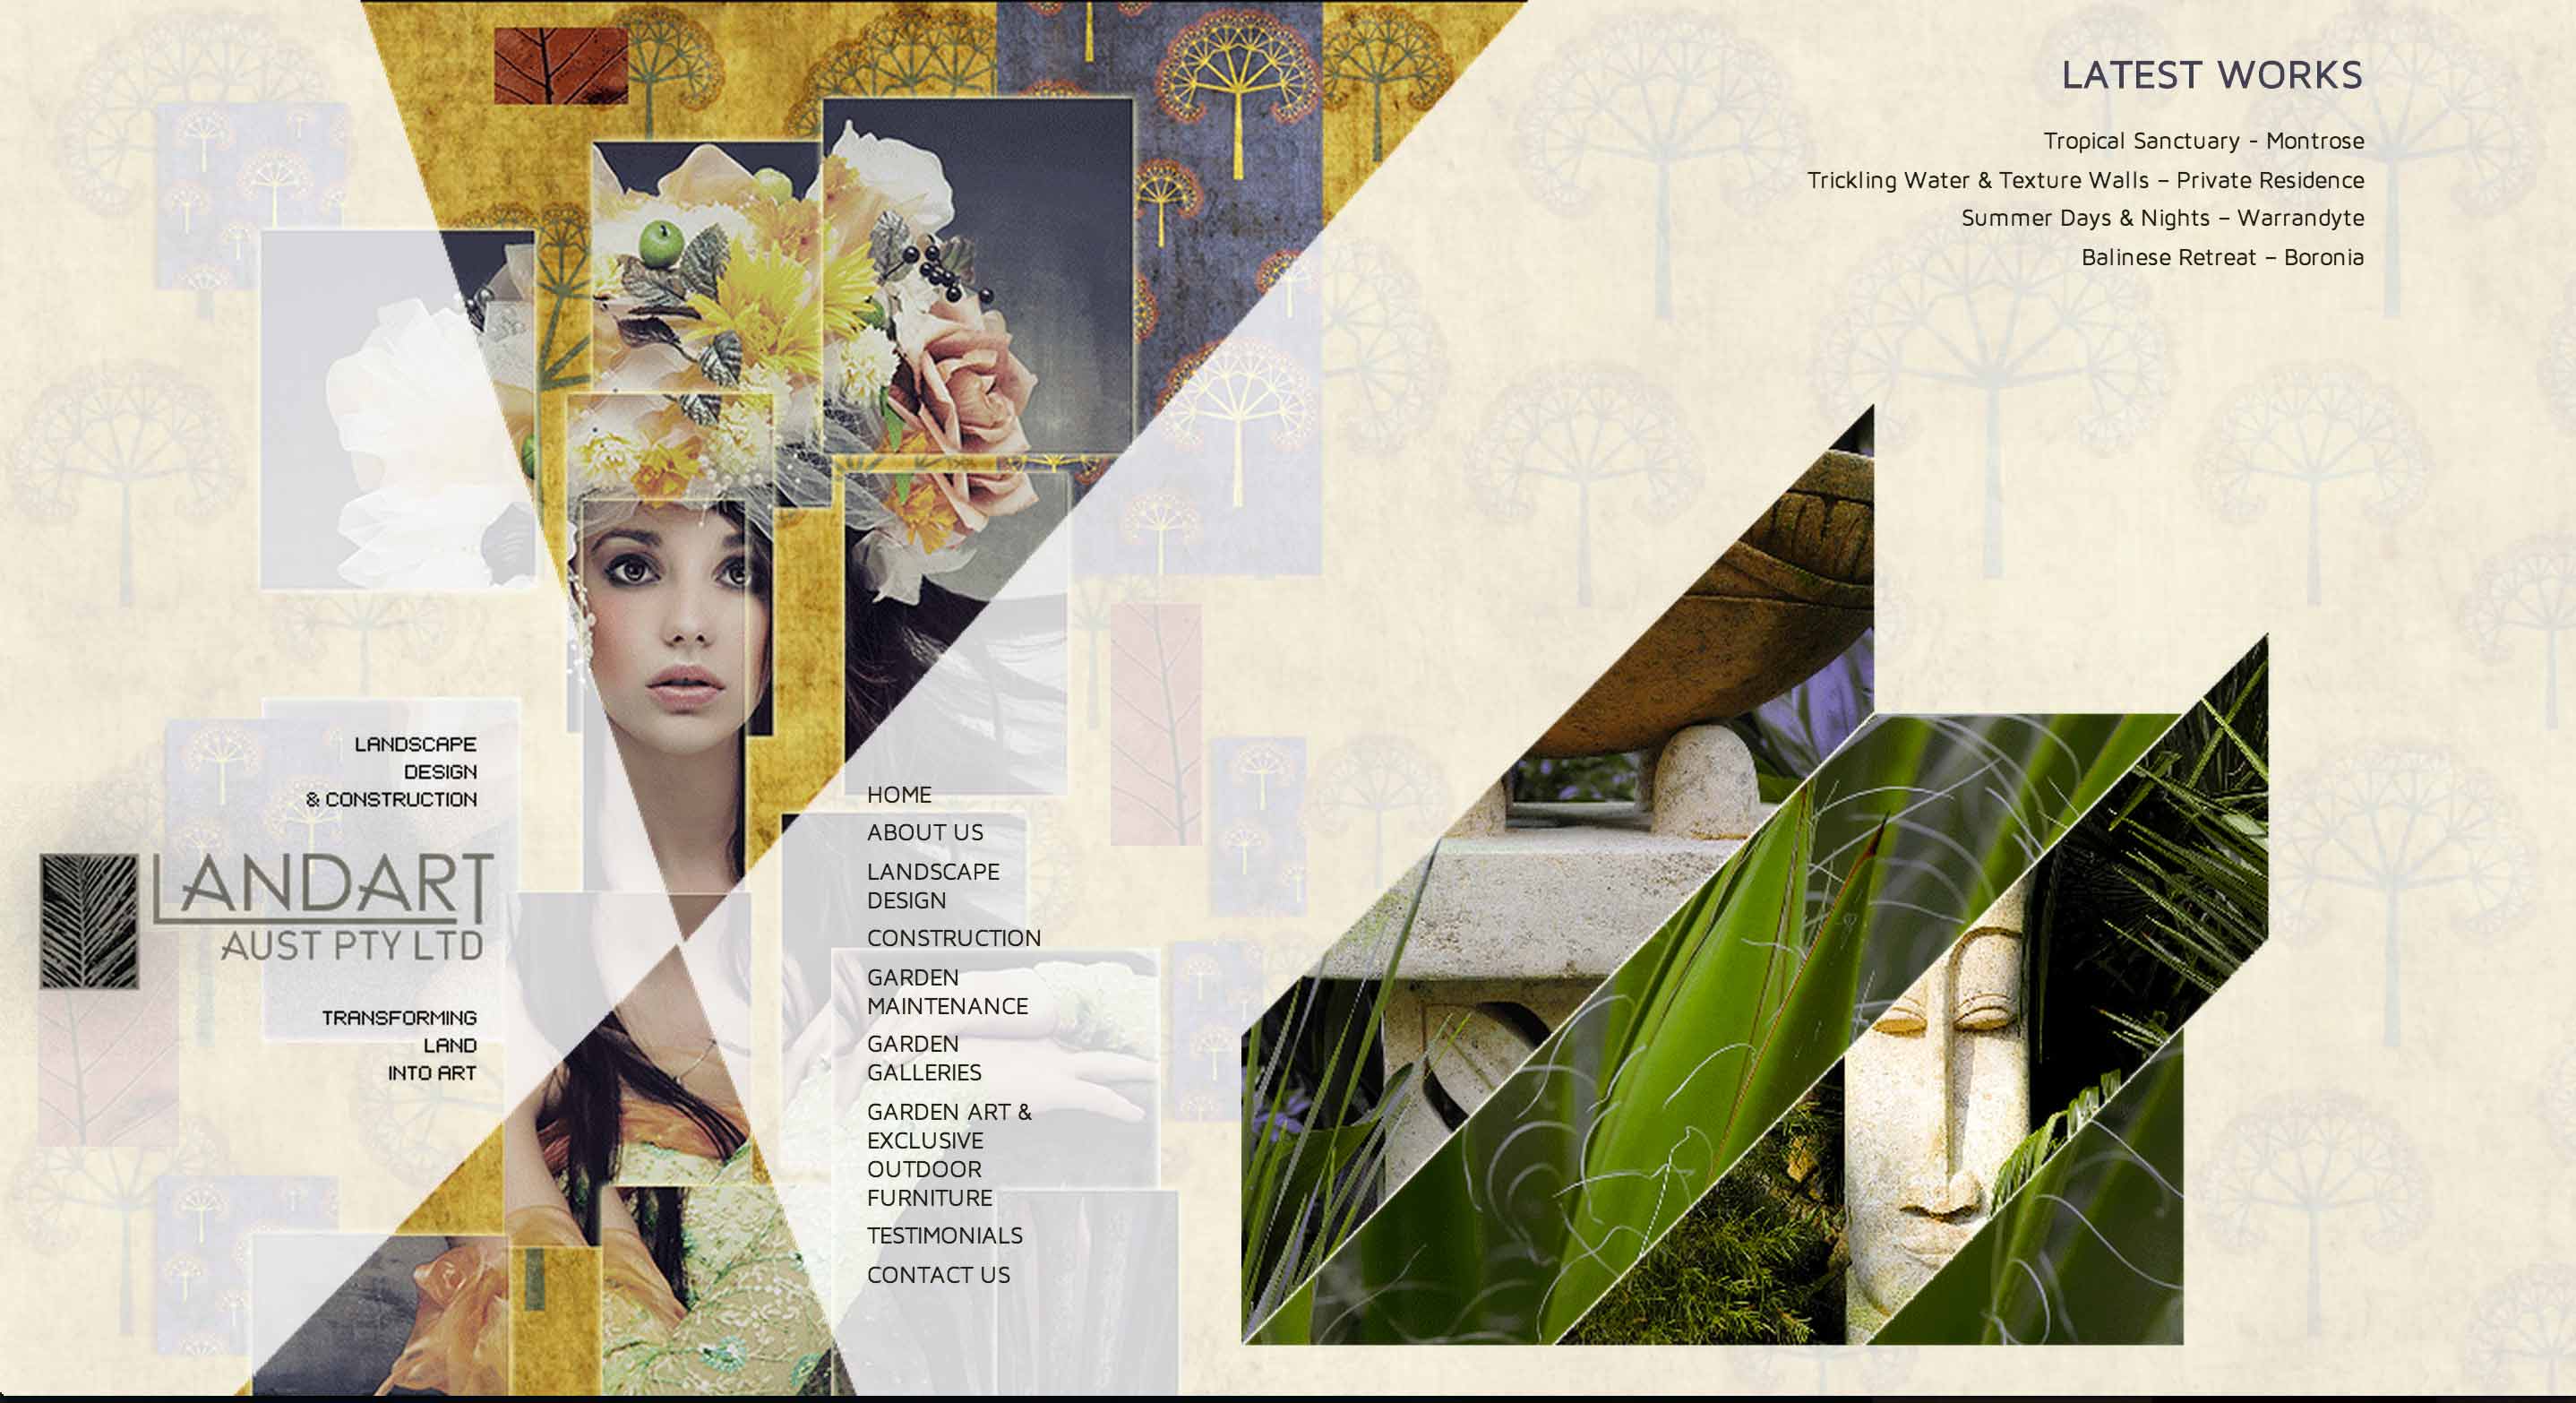 LATEST WORKS
Tropical Sanctuary - Montrose
Trickling Water & Texture Walls – Private Residence
Summer Days & Nights – Warrandyte
Balinese Retreat – Boronia
LANDSCAPE
DESIGN
& CONSTRUCTION
LANDART
AUST PTY LTD
TRANSFORMING
LAND
INTO ART
HOME
ABOUT US
LANDSCAPE
DESIGN
CONSTRUCTION
GARDEN
MAINTENANCE
GARDEN
GALLERIES
GARDEN ART &
EXCLUSIVE
OUTDOOR
FURNITURE
TESTIMONIALS
CONTACT US